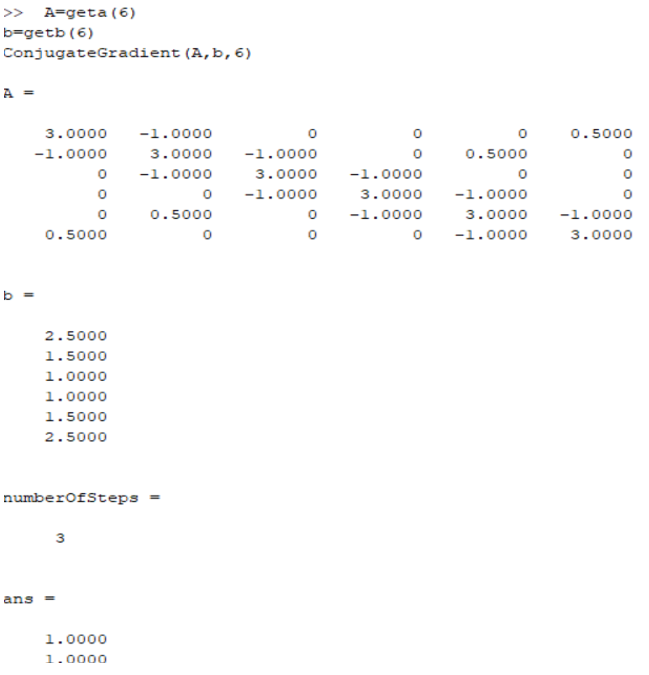 >> A=geta(6)
b=getb(6)
ConjugateGradient(A,b,6)
A =
3.0000 -1.0000 0 0 0 0.5000
-1.0000 3.0000 -1.0000 0 0.5000 0
0 -1.0000 3.0000 -1.0000 0 0
0 0 -1.0000 3.0000 -1.0000 0
0 0.5000 0 -1.0000 3.0000 -1.0000
0.5000 0 0 0 -1.0000 3.0000
b =
2.5000
1.5000
1.0000
1.0000
1.5000
2.5000
numberOfSteps =
3
ans =
1.0000
1.0000